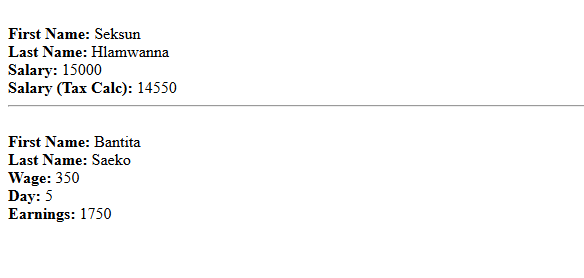 First Name: Seksun
Last Name: Hlamwanna
Salary: 15000
Salary (Tax Calc): 14550
First Name: Bantita
Last Name: Saeko
Wage: 350
Day: 5
Earnings: 1750